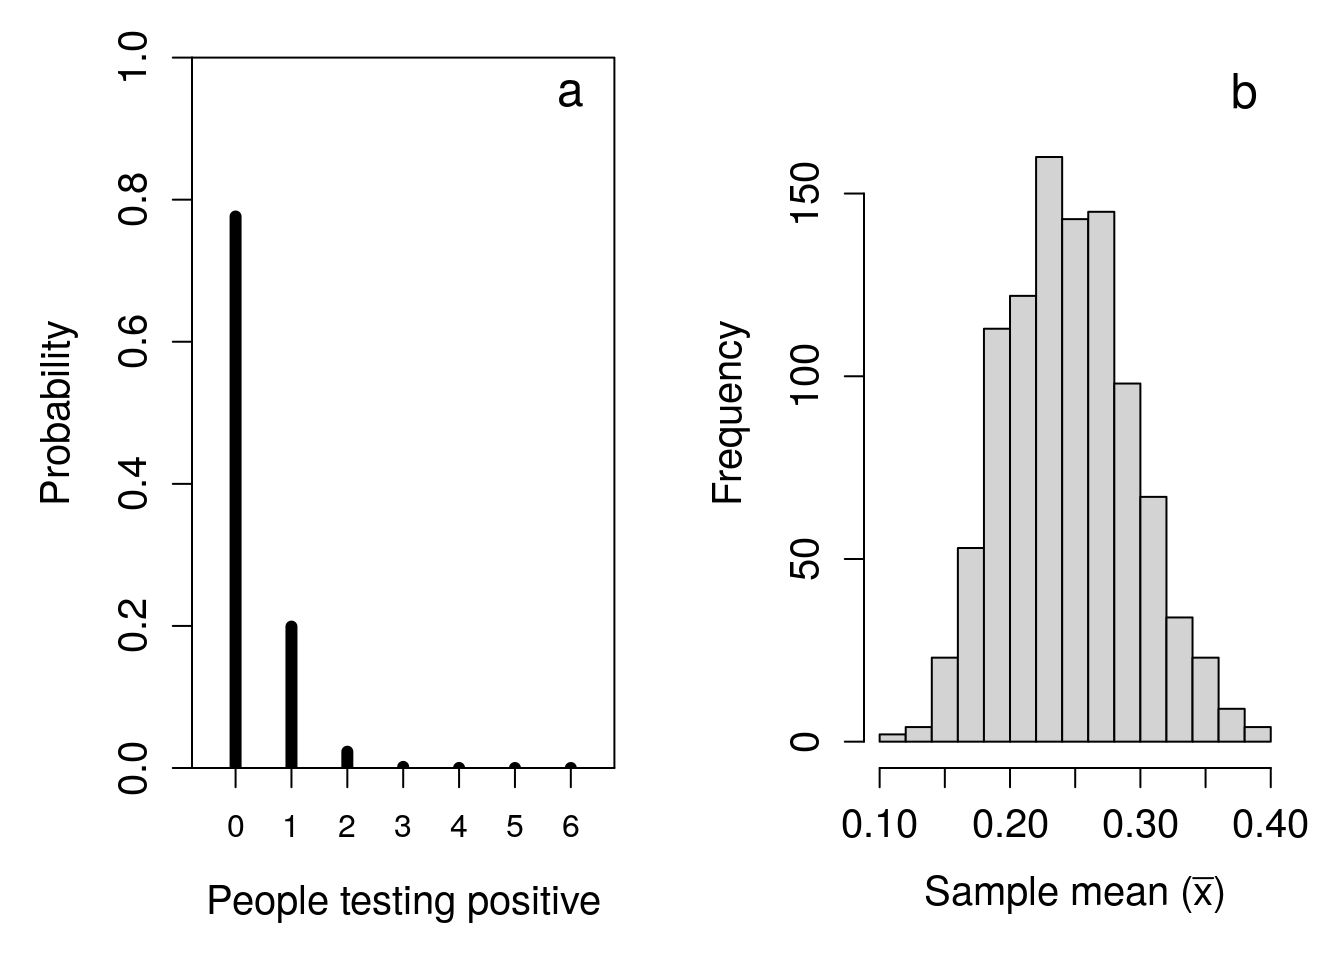 a
1.0
0.8
0.6
0.4
0.2
0.0
Probability
0 1 2 3 4 5 6
People testing positive
b
150
100
50
0
Frequency
0.10 0.20 0.30 0.40
Sample mean (x̅)